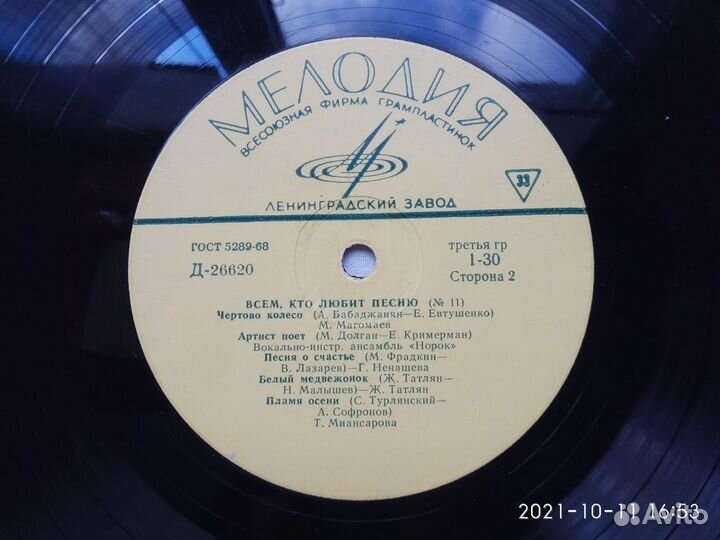 МЕЛОДИЯ
ВСЕСОЮЗНАЯ ФИРМА ГРАМПЛАСТИНОК
33
ЛЕНИНГРАДСКИЙ ЗАВОД
ГОСТ 5289-68
третья гр
Д-26620
1-30
Сторона 2
ВСЕМ, КТО ЛЮБИТ ПЕСНЮ (№ 11)
Чертово колесо (А. Бабаджанян—Е. Евтушенко)
М. Магомаев
Артист поет (М. Долган—Е. Кримерман)
Вокально-инстр. ансамбль «Норок»
Песня о счастье (М. Фрадкин—
В. Лазарев)—Г. Ненашева
Белый медвежонок (Ж. Татлян—
Н. Малышев)—Ж. Татлян
Пламя осени (С. Турлянский—
А. Софронов)
Т. Миансарова
2021-10-11 16:53
Avito